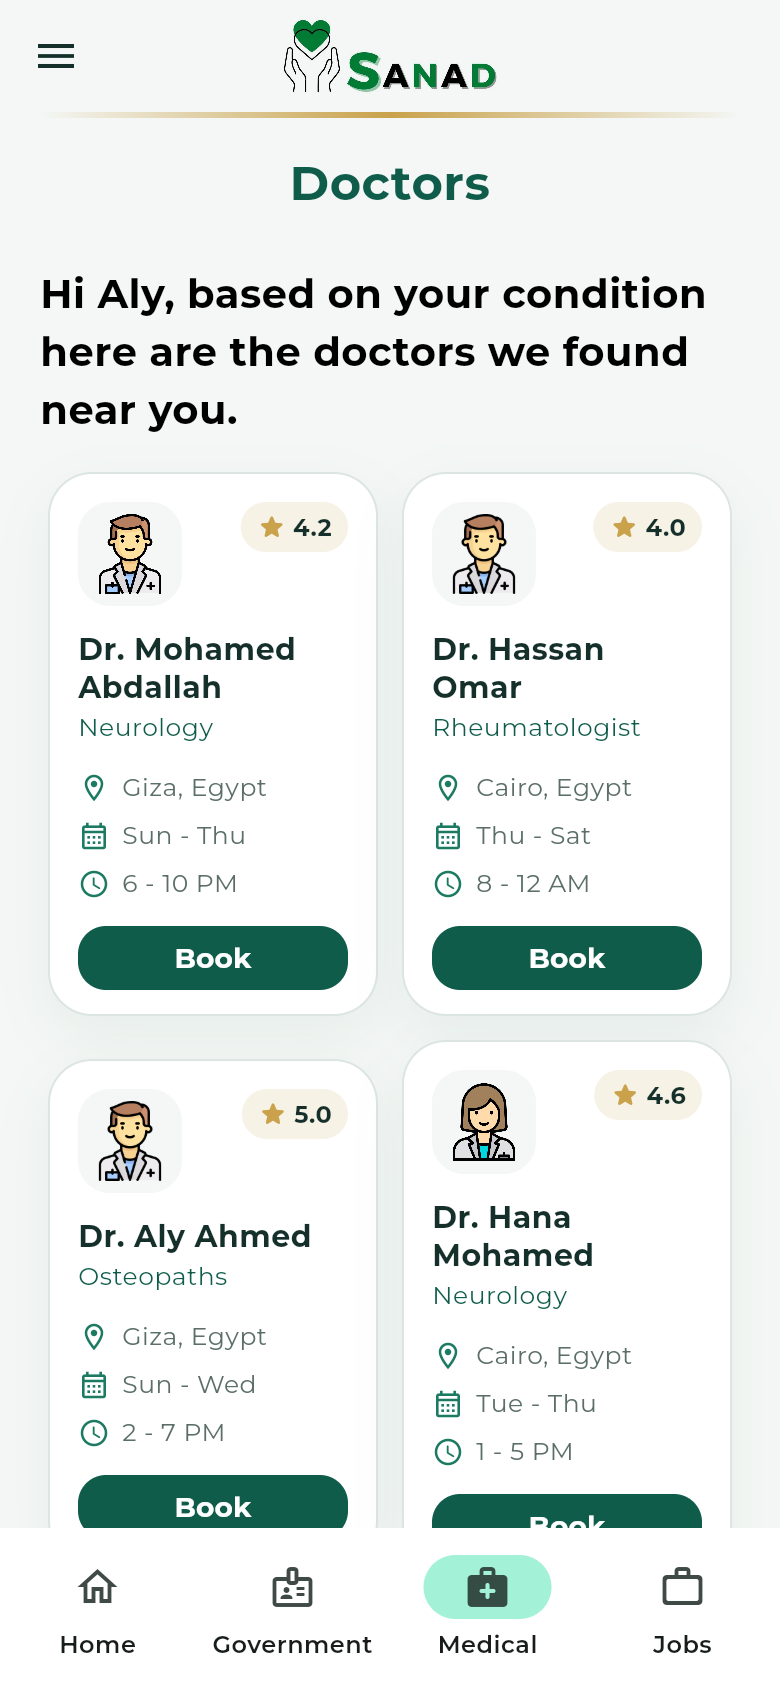 SANAD
Doctors
Hi Aly, based on your condition
here are the doctors we found
near you.
4.2
Dr. Mohamed
Abdallah
Neurology
Giza, Egypt
Sun - Thu
6 - 10 PM
Book
4.0
Dr. Hassan
Omar
Rheumatologist
Cairo, Egypt
Thu - Sat
8 - 12 AM
Book
5.0
Dr. Aly Ahmed
Osteopaths
Giza, Egypt
Sun - Wed
2 - 7 PM
Book
4.6
Dr. Hana
Mohamed
Neurology
Cairo, Egypt
Tue - Thu
1 - 5 PM
Book
Home
Government
Medical
Jobs